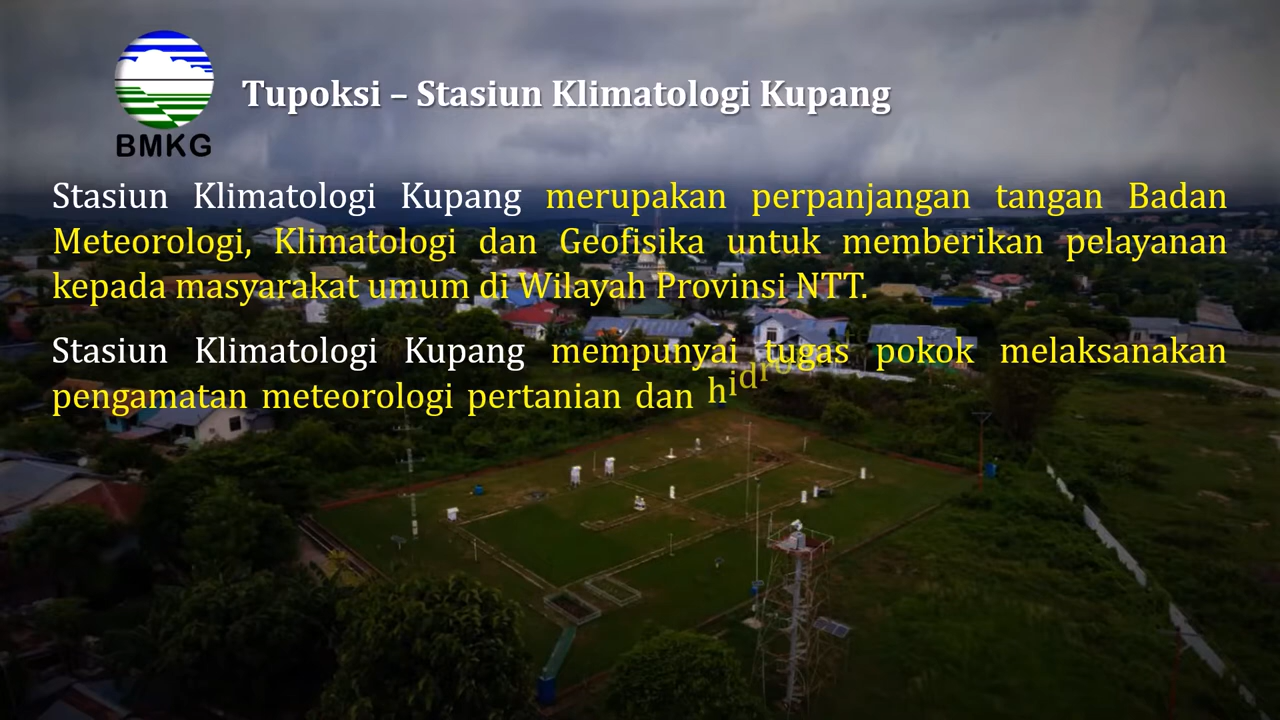 BMKG
Tupoksi – Stasiun Klimatologi Kupang
Stasiun Klimatologi Kupang merupakan perpanjangan tangan Badan
Meteorologi, Klimatologi dan Geofisika untuk memberikan pelayanan
kepada masyarakat umum di Wilayah Provinsi NTT.
Stasiun Klimatologi Kupang mempunyai tugas pokok melaksanakan
pengamatan meteorologi pertanian dan